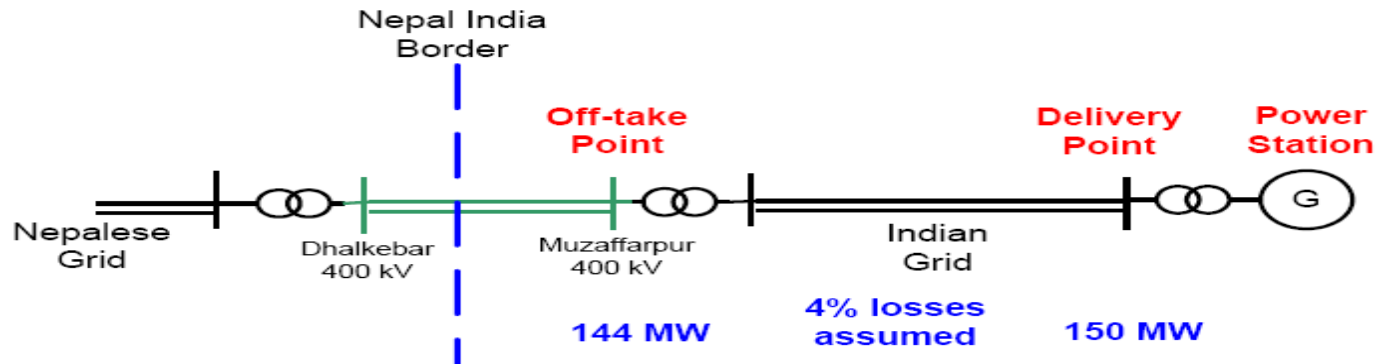 Nepal India
Border
Off-take
Point
Delivery
Point
Power
Station
G
Nepalese
Grid
Dhalkebar
400 kV
Muzaffarpur
400 kV
Indian
Grid
144 MW
4% losses
assumed
150 MW